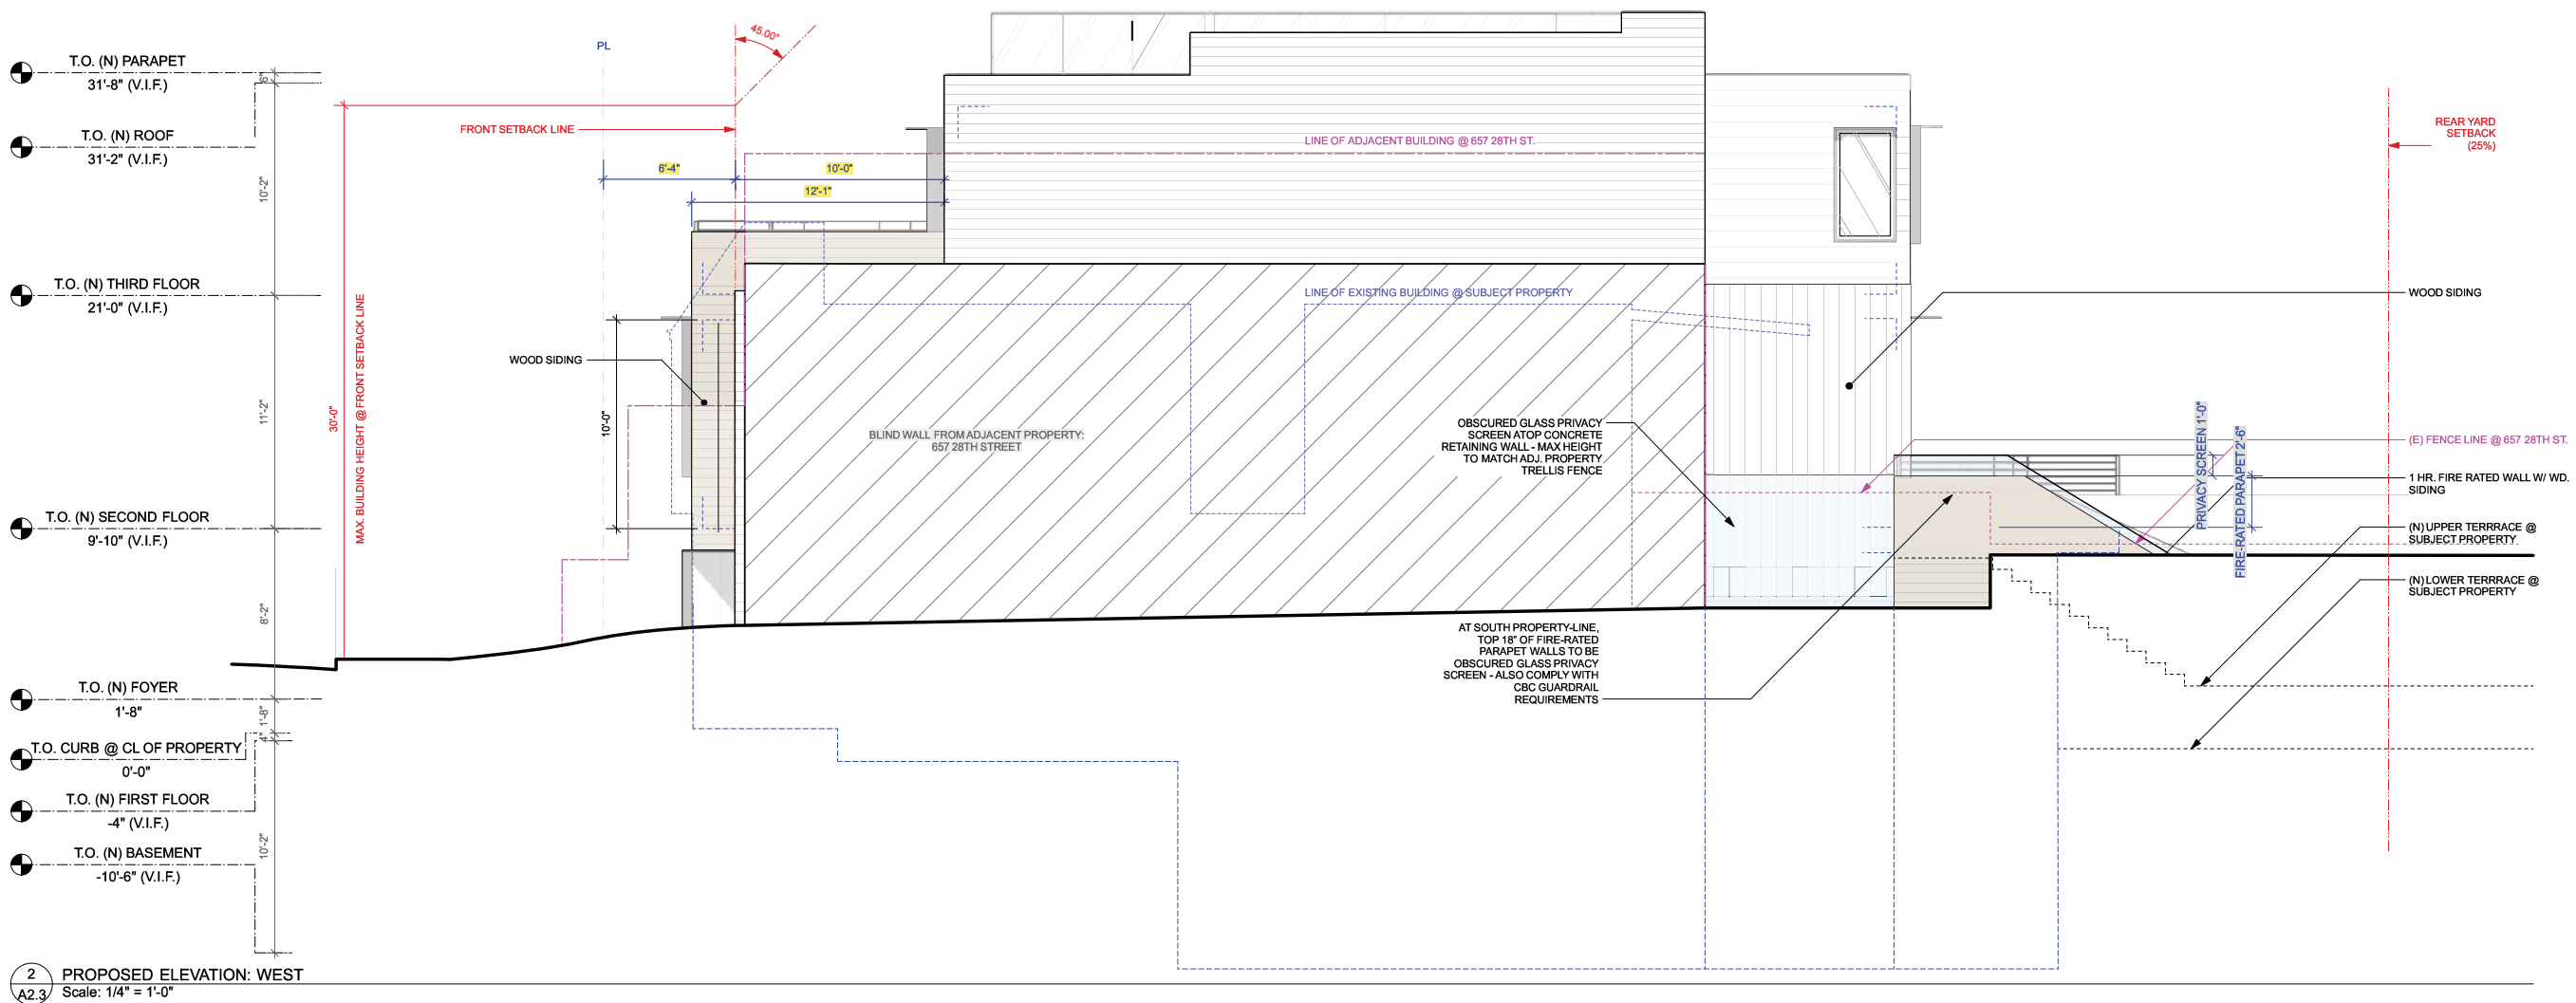 T.O. (N) PARAPET
31'-8" (V.I.F.)
T.O. (N) ROOF
31'-2" (V.I.F.)
T.O. (N) THIRD FLOOR
21'-0" (V.I.F.)
T.O. (N) SECOND FLOOR
9'-10" (V.I.F.)
T.O. (N) FOYER
1'-8"
T.O. CURB @ CL OF PROPERTY
0'-0"
T.O. (N) FIRST FLOOR
-4" (V.I.F.)
T.O. (N) BASEMENT
-10'-6" (V.I.F.)
6"
10'-2"
11'-2"
8'-2"
1'-8"
4"
10'-2"
30'-0"
MAX. BUILDING HEIGHT @ FRONT SETBACK LINE
PL
45.00°
FRONT SETBACK LINE
6'-4"
10'-0"
12'-1"
WOOD SIDING
10'-0"
LINE OF ADJACENT BUILDING @ 657 28TH ST.
LINE OF EXISTING BUILDING @ SUBJECT PROPERTY
BLIND WALL FROM ADJACENT PROPERTY:
657 28TH STREET
OBSCURED GLASS PRIVACY
SCREEN ATOP CONCRETE
RETAINING WALL - MAX HEIGHT
TO MATCH ADJ. PROPERTY
TRELLIS FENCE
AT SOUTH PROPERTY-LINE,
TOP 18" OF FIRE-RATED
PARAPET WALLS TO BE
OBSCURED GLASS PRIVACY
SCREEN - ALSO COMPLY WITH
CBC GUARDRAIL
REQUIREMENTS
PRIVACY SCREEN 1'-0"
FIRE-RATED PARAPET 2'-6"
REAR YARD
SETBACK
(25%)
WOOD SIDING
(E) FENCE LINE @ 657 28TH ST.
1 HR. FIRE RATED WALL W/ WD.
SIDING
(N) UPPER TERRRACE @
SUBJECT PROPERTY
(N) LOWER TERRRACE @
SUBJECT PROPERTY
2
A2.3
PROPOSED ELEVATION: WEST
Scale: 1/4" = 1'-0"